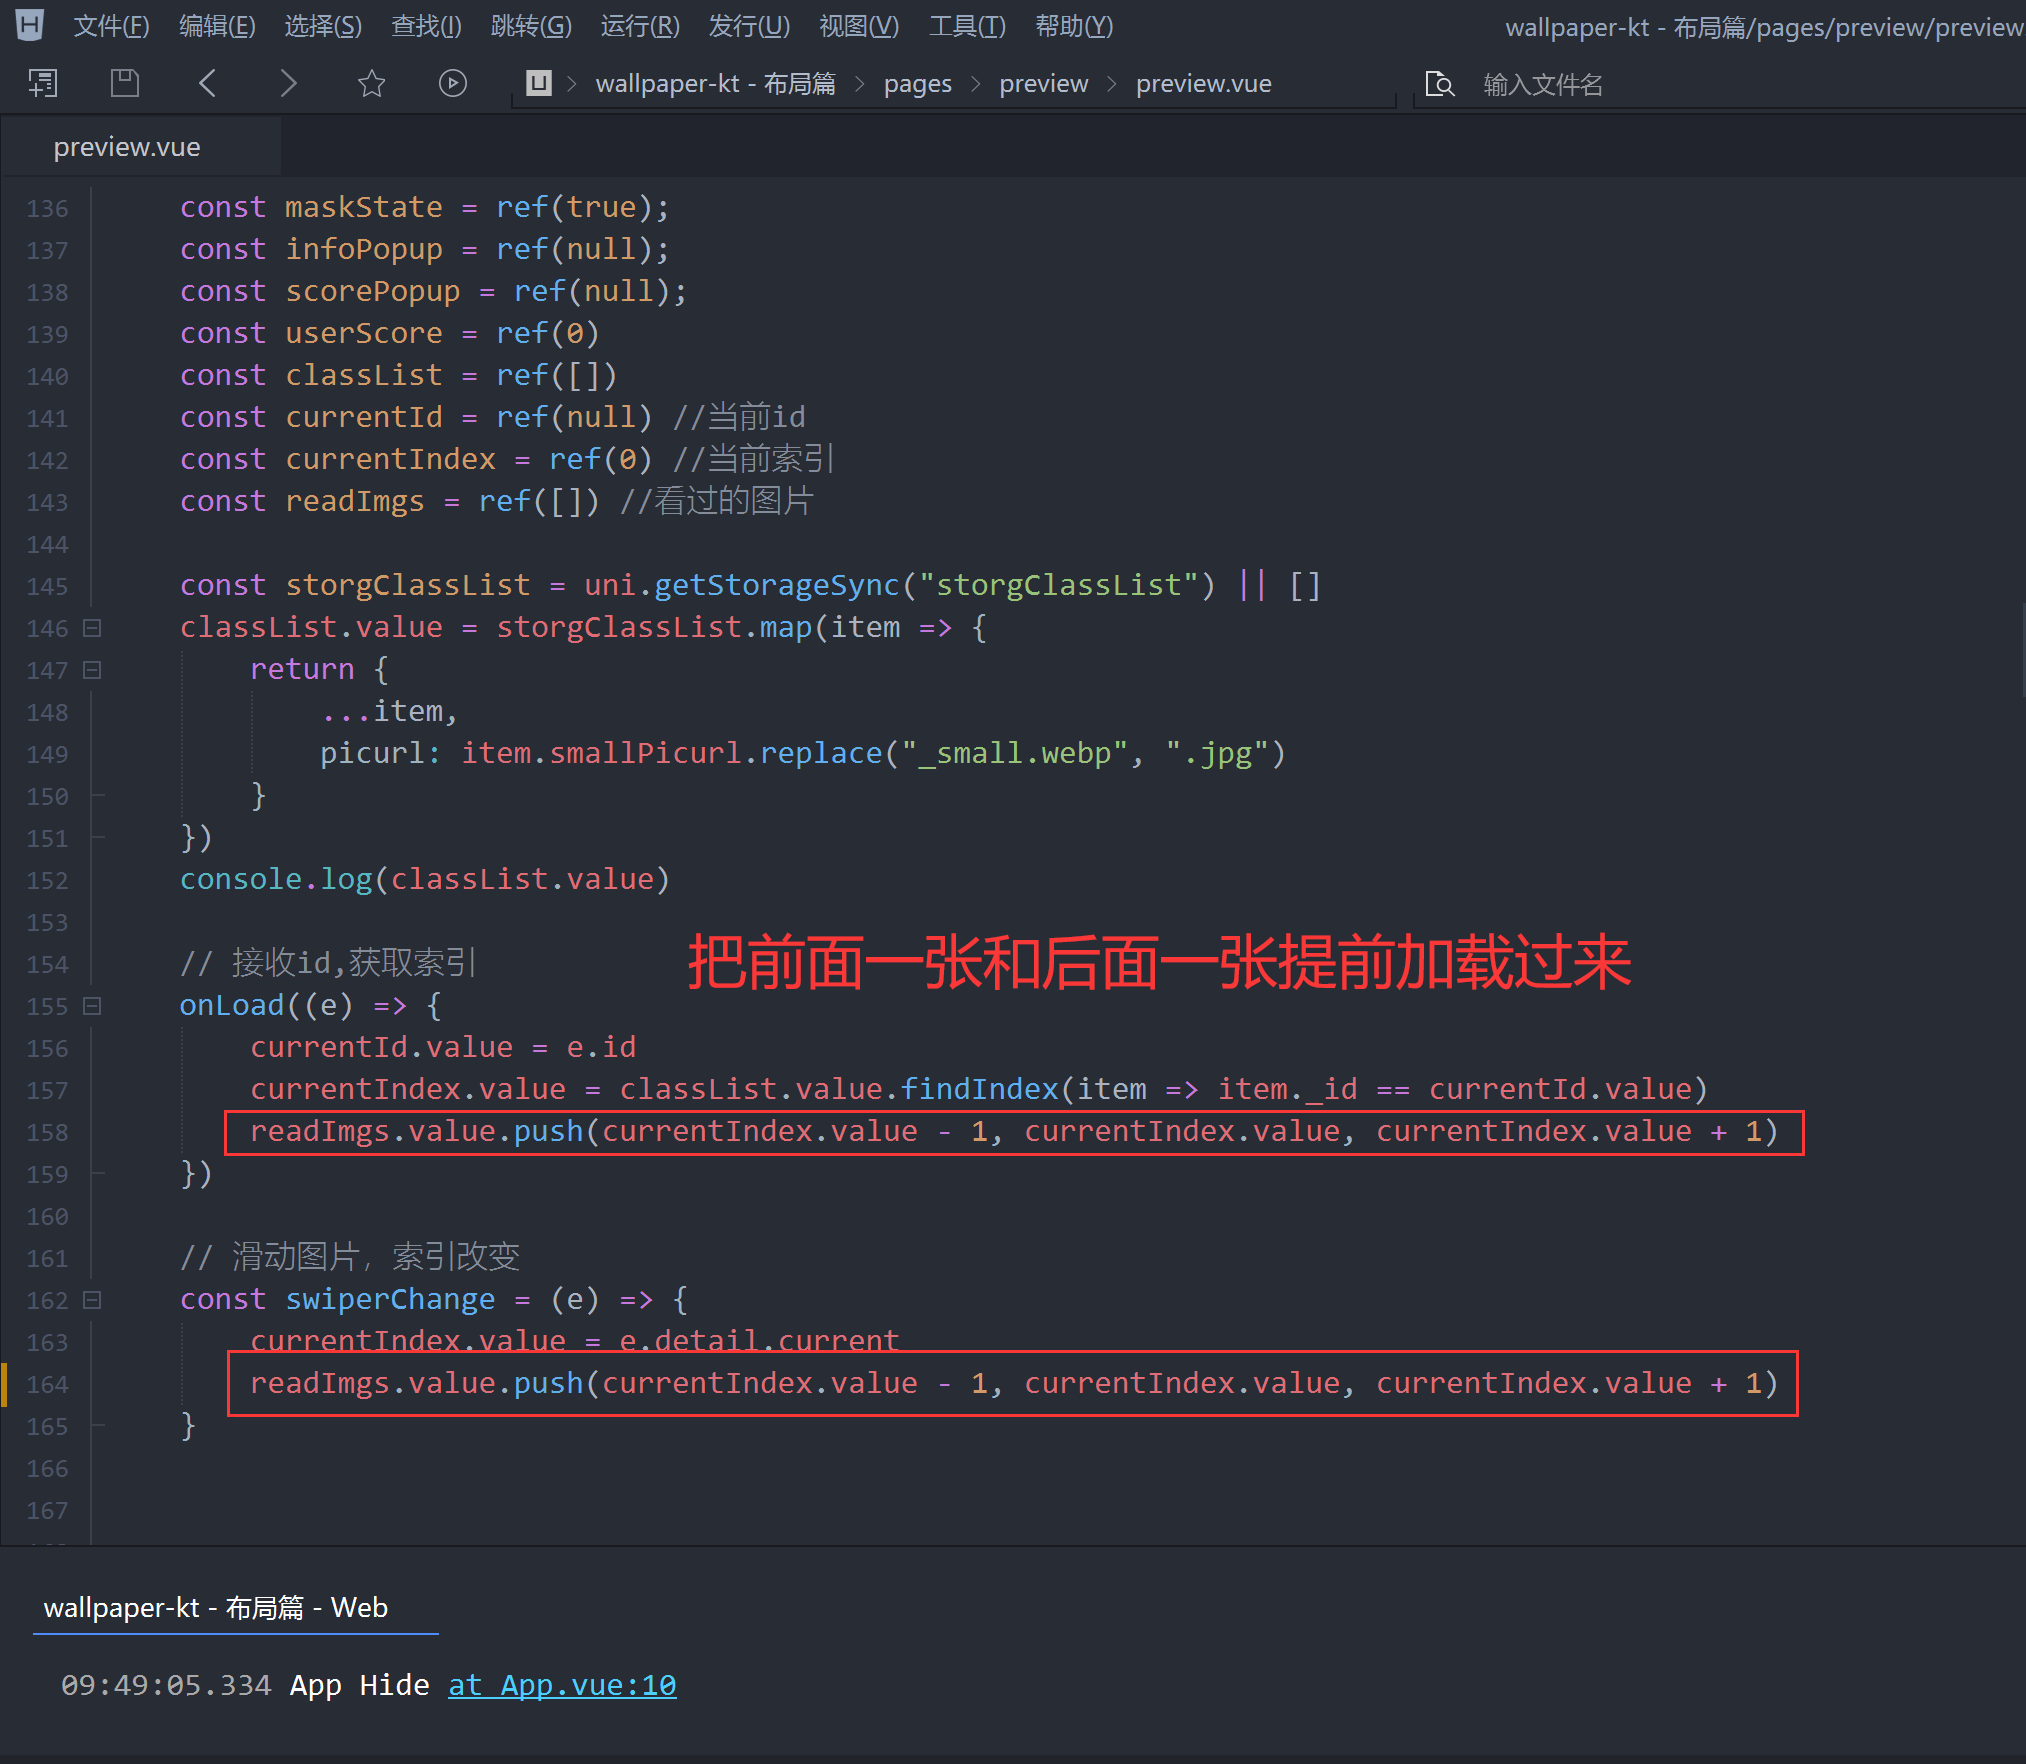 文件(F) 编辑(E) 选择(S) 查找(I) 跳转(G) 运行(R) 发行(U) 视图(V) 工具(T) 帮助(Y) wallpaper-kt - 布局篇/pages/preview/preview
wallpaper-kt - 布局篇 > pages > preview > preview.vue 输入文件名
preview.vue
136 const maskState = ref(true);
137 const infoPopup = ref(null);
138 const scorePopup = ref(null);
139 const userScore = ref(0)
140 const classList = ref([])
141 const currentId = ref(null) //当前id
142 const currentIndex = ref(0) //当前索引
143 const readImgs = ref([]) //看过的图片
144
145 const storgClassList = uni.getStorageSync("storgClassList") || []
146 classList.value = storgClassList.map(item => {
147 return {
148 ...item,
149 picurl: item.smallPicurl.replace("_small.webp", ".jpg")
150 }
151 })
152 console.log(classList.value)
153
154 // 接收id,获取索引
把前面一张和后面一张提前加载过来
155 onLoad((e) => {
156 currentId.value = e.id
157 currentIndex.value = classList.value.findIndex(item => item._id == currentId.value)
158 readImgs.value.push(currentIndex.value - 1, currentIndex.value, currentIndex.value + 1)
159 })
160
161 // 滑动图片，索引改变
162 const swiperChange = (e) => {
163 currentIndex.value = e.detail.current
164 readImgs.value.push(currentIndex.value - 1, currentIndex.value, currentIndex.value + 1)
165 }
166
167
wallpaper-kt - 布局篇 - Web
09:49:05.334 App Hide at App.vue:10